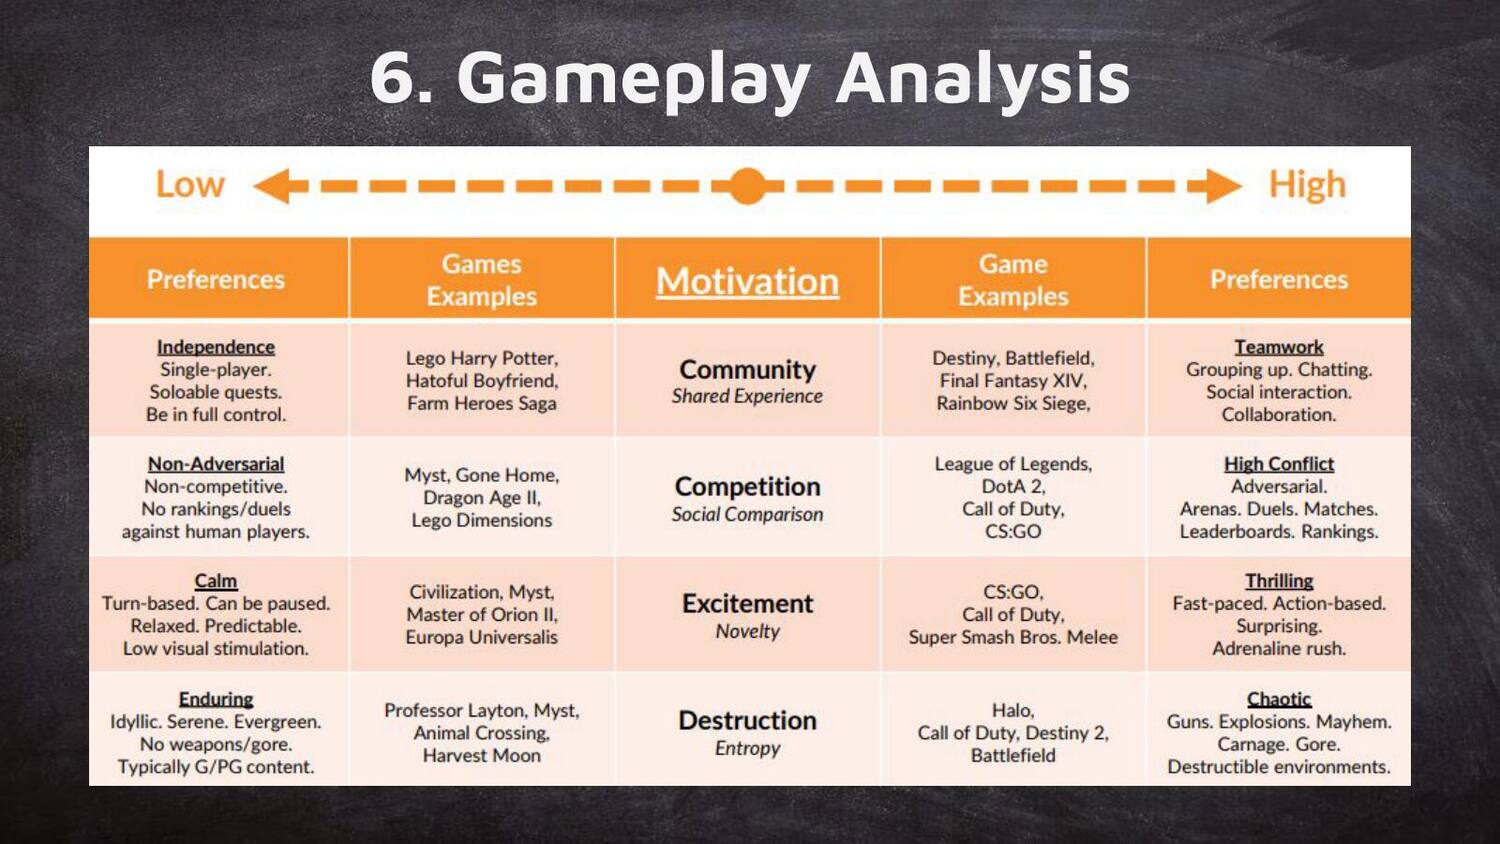 6. Gameplay Analysis
Low
High
Preferences
Games
Examples
Motivation
Game
Examples
Preferences
Independence
Single-player.
Soloable quests.
Be in full control.
Lego Harry Potter,
Hatoful Boyfriend,
Farm Heroes Saga
Community
Shared Experience
Destiny, Battlefield,
Final Fantasy XIV,
Rainbow Six Siege,
Teamwork
Grouping up. Chatting.
Social interaction.
Collaboration.
Non-Adversarial
Non-competitive.
No rankings/duels
against human players.
Myst, Gone Home,
Dragon Age II,
Lego Dimensions
Competition
Social Comparison
League of Legends,
DotA 2,
Call of Duty,
CS:GO
High Conflict
Adversarial.
Arenas. Duels. Matches.
Leaderboards. Rankings.
Calm
Turn-based. Can be paused.
Relaxed. Predictable.
Low visual stimulation.
Civilization, Myst,
Master of Orion II,
Europa Universalis
Excitement
Novelty
CS:GO,
Call of Duty,
Super Smash Bros. Melee
Thrilling
Fast-paced. Action-based.
Surprising.
Adrenaline rush.
Enduring
Idyllic. Serene. Evergreen.
No weapons/gore.
Typically G/PG content.
Professor Layton, Myst,
Animal Crossing,
Harvest Moon
Destruction
Entropy
Halo,
Call of Duty, Destiny 2,
Battlefield
Chaotic
Guns. Explosions. Mayhem.
Carnage. Gore.
Destructible environments.